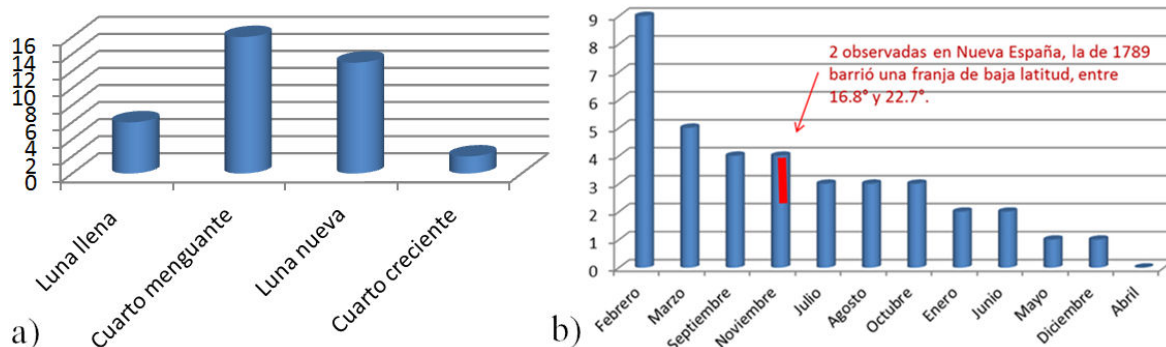 16
14
12
10
8
6
4
2
0
Luna llena
Cuarto menguante
Luna nueva
Cuarto creciente
a)
9
8
7
6
5
4
3
2
1
0
2 observadas en Nueva España, la de 1789
barrió una franja de baja latitud, entre
16.8° y 22.7°.
Febrero
Marzo
Septiembre
Noviembre
Julio
Agosto
Octubre
Enero
Junio
Mayo
Diciembre
Abril
b)